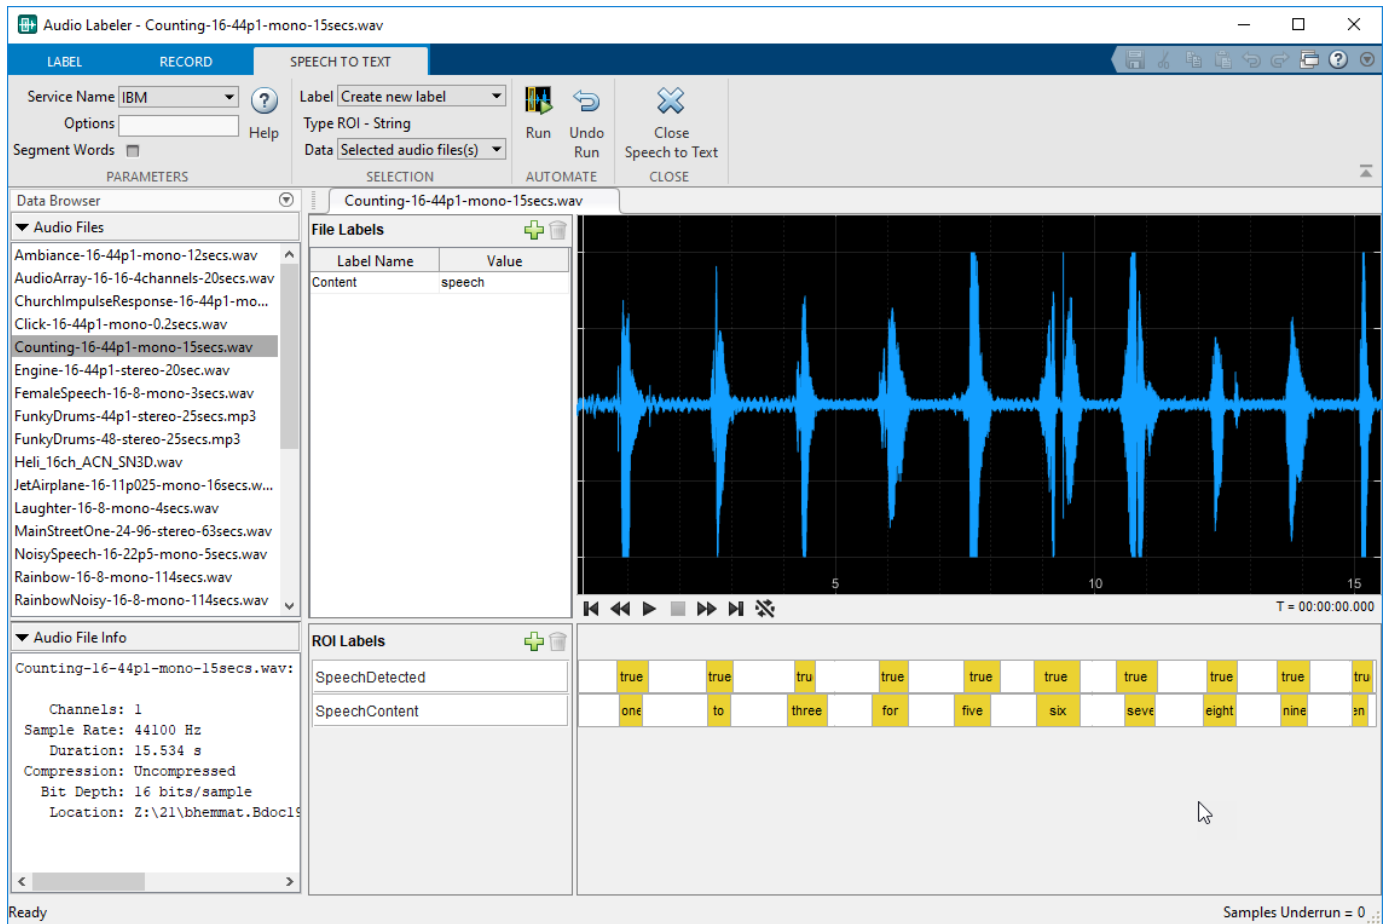 Audio Labeler - Counting-16-44p1-mono-15secs.wav
LABEL RECORD SPEECH TO TEXT
Service Name IBM
Options
Segment Words
Help
PARAMETERS
Label Create new label
Type ROI - String
Data Selected audio files(s)
SELECTION
Run
Undo Run
AUTOMATE
Close
Speech to Text
CLOSE
Data Browser
Audio Files
Ambiance-16-44p1-mono-12secs.wav
AudioArray-16-16-4channels-20secs.wav
ChurchImpulseResponse-16-44p1-mo...
Click-16-44p1-mono-0.2secs.wav
Counting-16-44p1-mono-15secs.wav
Engine-16-44p1-stereo-20sec.wav
FemaleSpeech-16-8-mono-3secs.wav
FunkyDrums-44p1-stereo-25secs.mp3
FunkyDrums-48-stereo-25secs.mp3
Heli_16ch_ACN_SN3D.wav
JetAirplane-16-11p025-mono-16secs.w...
Laughter-16-8-mono-4secs.wav
MainStreetOne-24-96-stereo-63secs.wav
NoisySpeech-16-22p5-mono-5secs.wav
Rainbow-16-8-mono-114secs.wav
RainbowNoisy-16-8-mono-114secs.wav
Audio File Info
Counting-16-44p1-mono-15secs.wav:
Channels: 1
Sample Rate: 44100 Hz
Duration: 15.534 s
Compression: Uncompressed
Bit Depth: 16 bits/sample
Location: Z:\21\bhemmat.Bdoc19
Counting-16-44p1-mono-15secs.wav
File Labels
Label Name Value
Content speech
5 10 15
T = 00:00:00.000
ROI Labels
SpeechDetected true true tru true true true true true true tru
SpeechContent one to three for five six seve eight nine en
Ready
Samples Underrun = 0